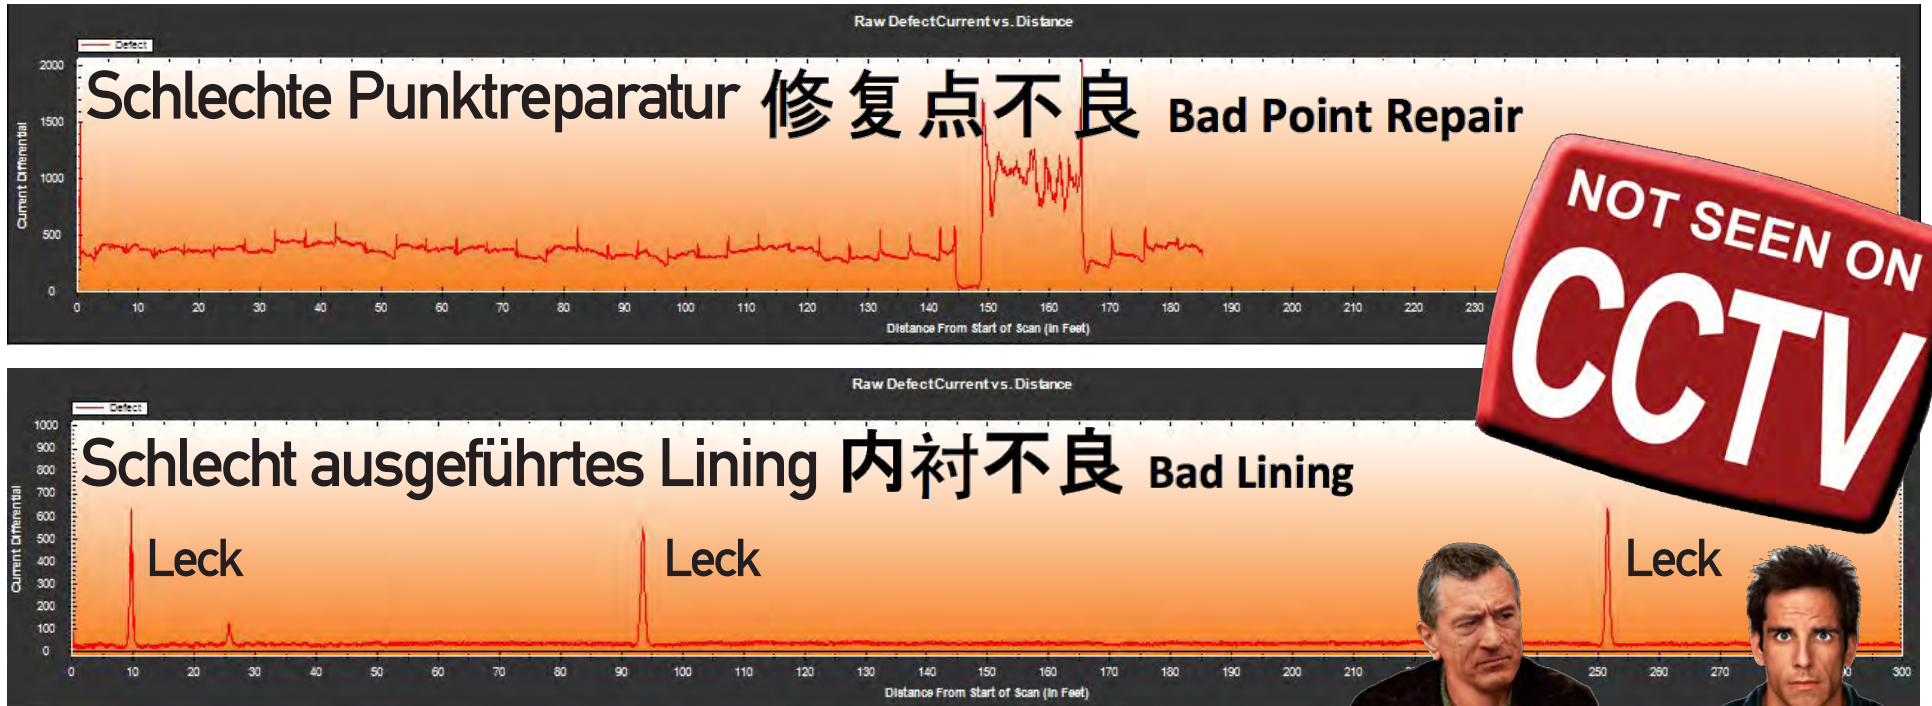 Raw Defect Current vs. Distance
Defect
Schlechte Punktreparatur 修复点不良 Bad Point Repair
Current Differential
2000
1500
1000
500
0
0 10 20 30 40 50 60 70 80 90 100 110 120 130 140 150 160 170 180 190 200 210 220 230
Distance From Start of Scan (In Feet)
NOT SEEN ON
CCTV
Raw Defect Current vs. Distance
Defect
Schlecht ausgeführtes Lining 内衬不良 Bad Lining
Current Differential
1000
900
800
700
600
500
400
300
200
100
0
Leck Leck Leck
0 10 20 30 40 50 60 70 80 90 100 110 120 130 140 150 160 170 180 190 200 210 250 260 270 300
Distance From Start of Scan (In Feet)